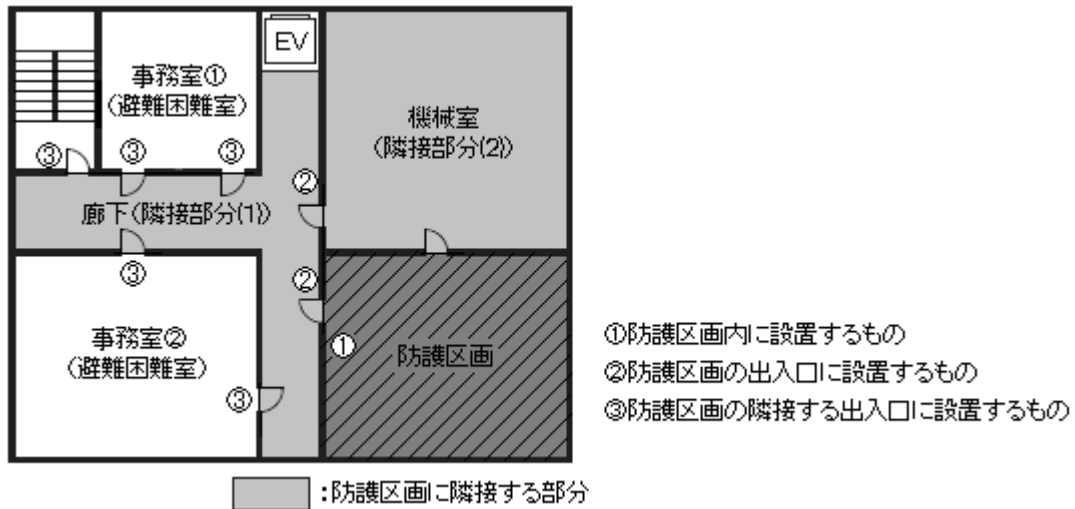 EV
事務室①
(避難困難室)
機械室
(隣接部分(2))
③
③
③
②
廊下(隣接部分(1))
③
②
事務室②
(避難困難室)
①
防護区画
③
①防護区画内に設置するもの
②防護区画の出入口に設置するもの
③防護区画の隣接する出入口に設置するもの
:防護区画に隣接する部分